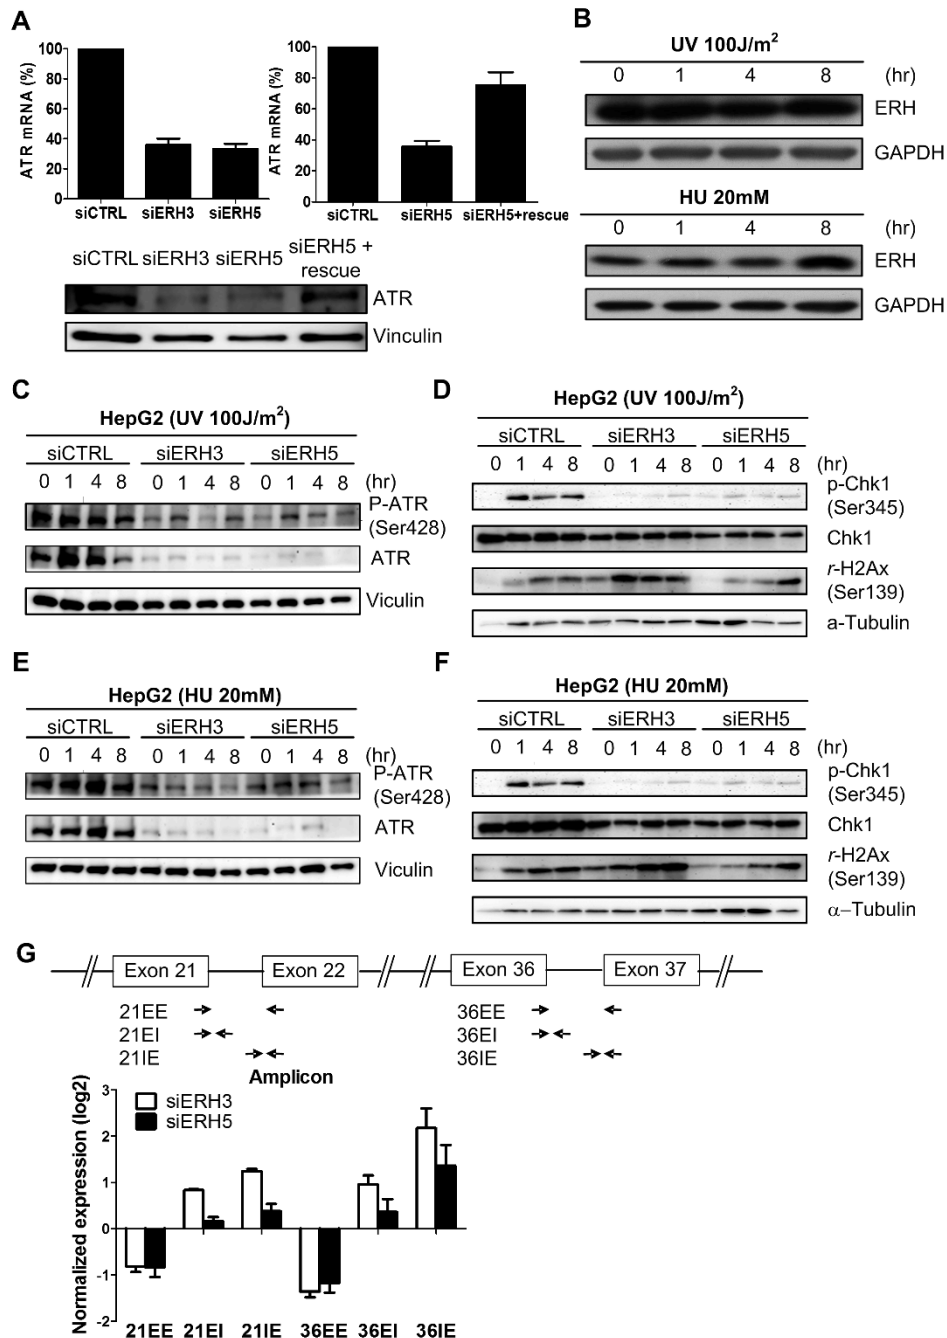 A
ATR mRNA (%)
100
80
60
40
20
0
siCTRL siERH3 siERH5
ATR mRNA (%)
100
80
60
40
20
0
siCTRL siERH5 siERH5+rescue
siCTRL siERH3 siERH5 siERH5 +
rescue
ATR
Vinculin
B
UV 100J/m²
0 1 4 8 (hr)
ERH
GAPDH
HU 20mM
0 1 4 8 (hr)
ERH
GAPDH
C
HepG2 (UV 100J/m²)
siCTRL siERH3 siERH5
0 1 4 8 0 1 4 8 0 1 4 8 (hr)
P-ATR
(Ser428)
ATR
Viculin
D
HepG2 (UV 100J/m²)
siCTRL siERH3 siERH5
0 1 4 8 0 1 4 8 0 1 4 8 (hr)
p-Chk1
(Ser345)
Chk1
r-H2Ax
(Ser139)
a-Tubulin
E
HepG2 (HU 20mM)
siCTRL siERH3 siERH5
0 1 4 8 0 1 4 8 0 1 4 8 (hr)
P-ATR
(Ser428)
ATR
Viculin
F
HepG2 (HU 20mM)
siCTRL siERH3 siERH5
0 1 4 8 0 1 4 8 0 1 4 8 (hr)
p-Chk1
(Ser345)
Chk1
r-H2Ax
(Ser139)
α–Tubulin
G
Exon 21 Exon 22 Exon 36 Exon 37
21EE 36EE
21EI 36EI
21IE 36IE
Amplicon
Normalized expression (log2)
3
2
1
0
-1
-2
siERH3
siERH5
21EE 21EI 21IE 36EE 36EI 36IE